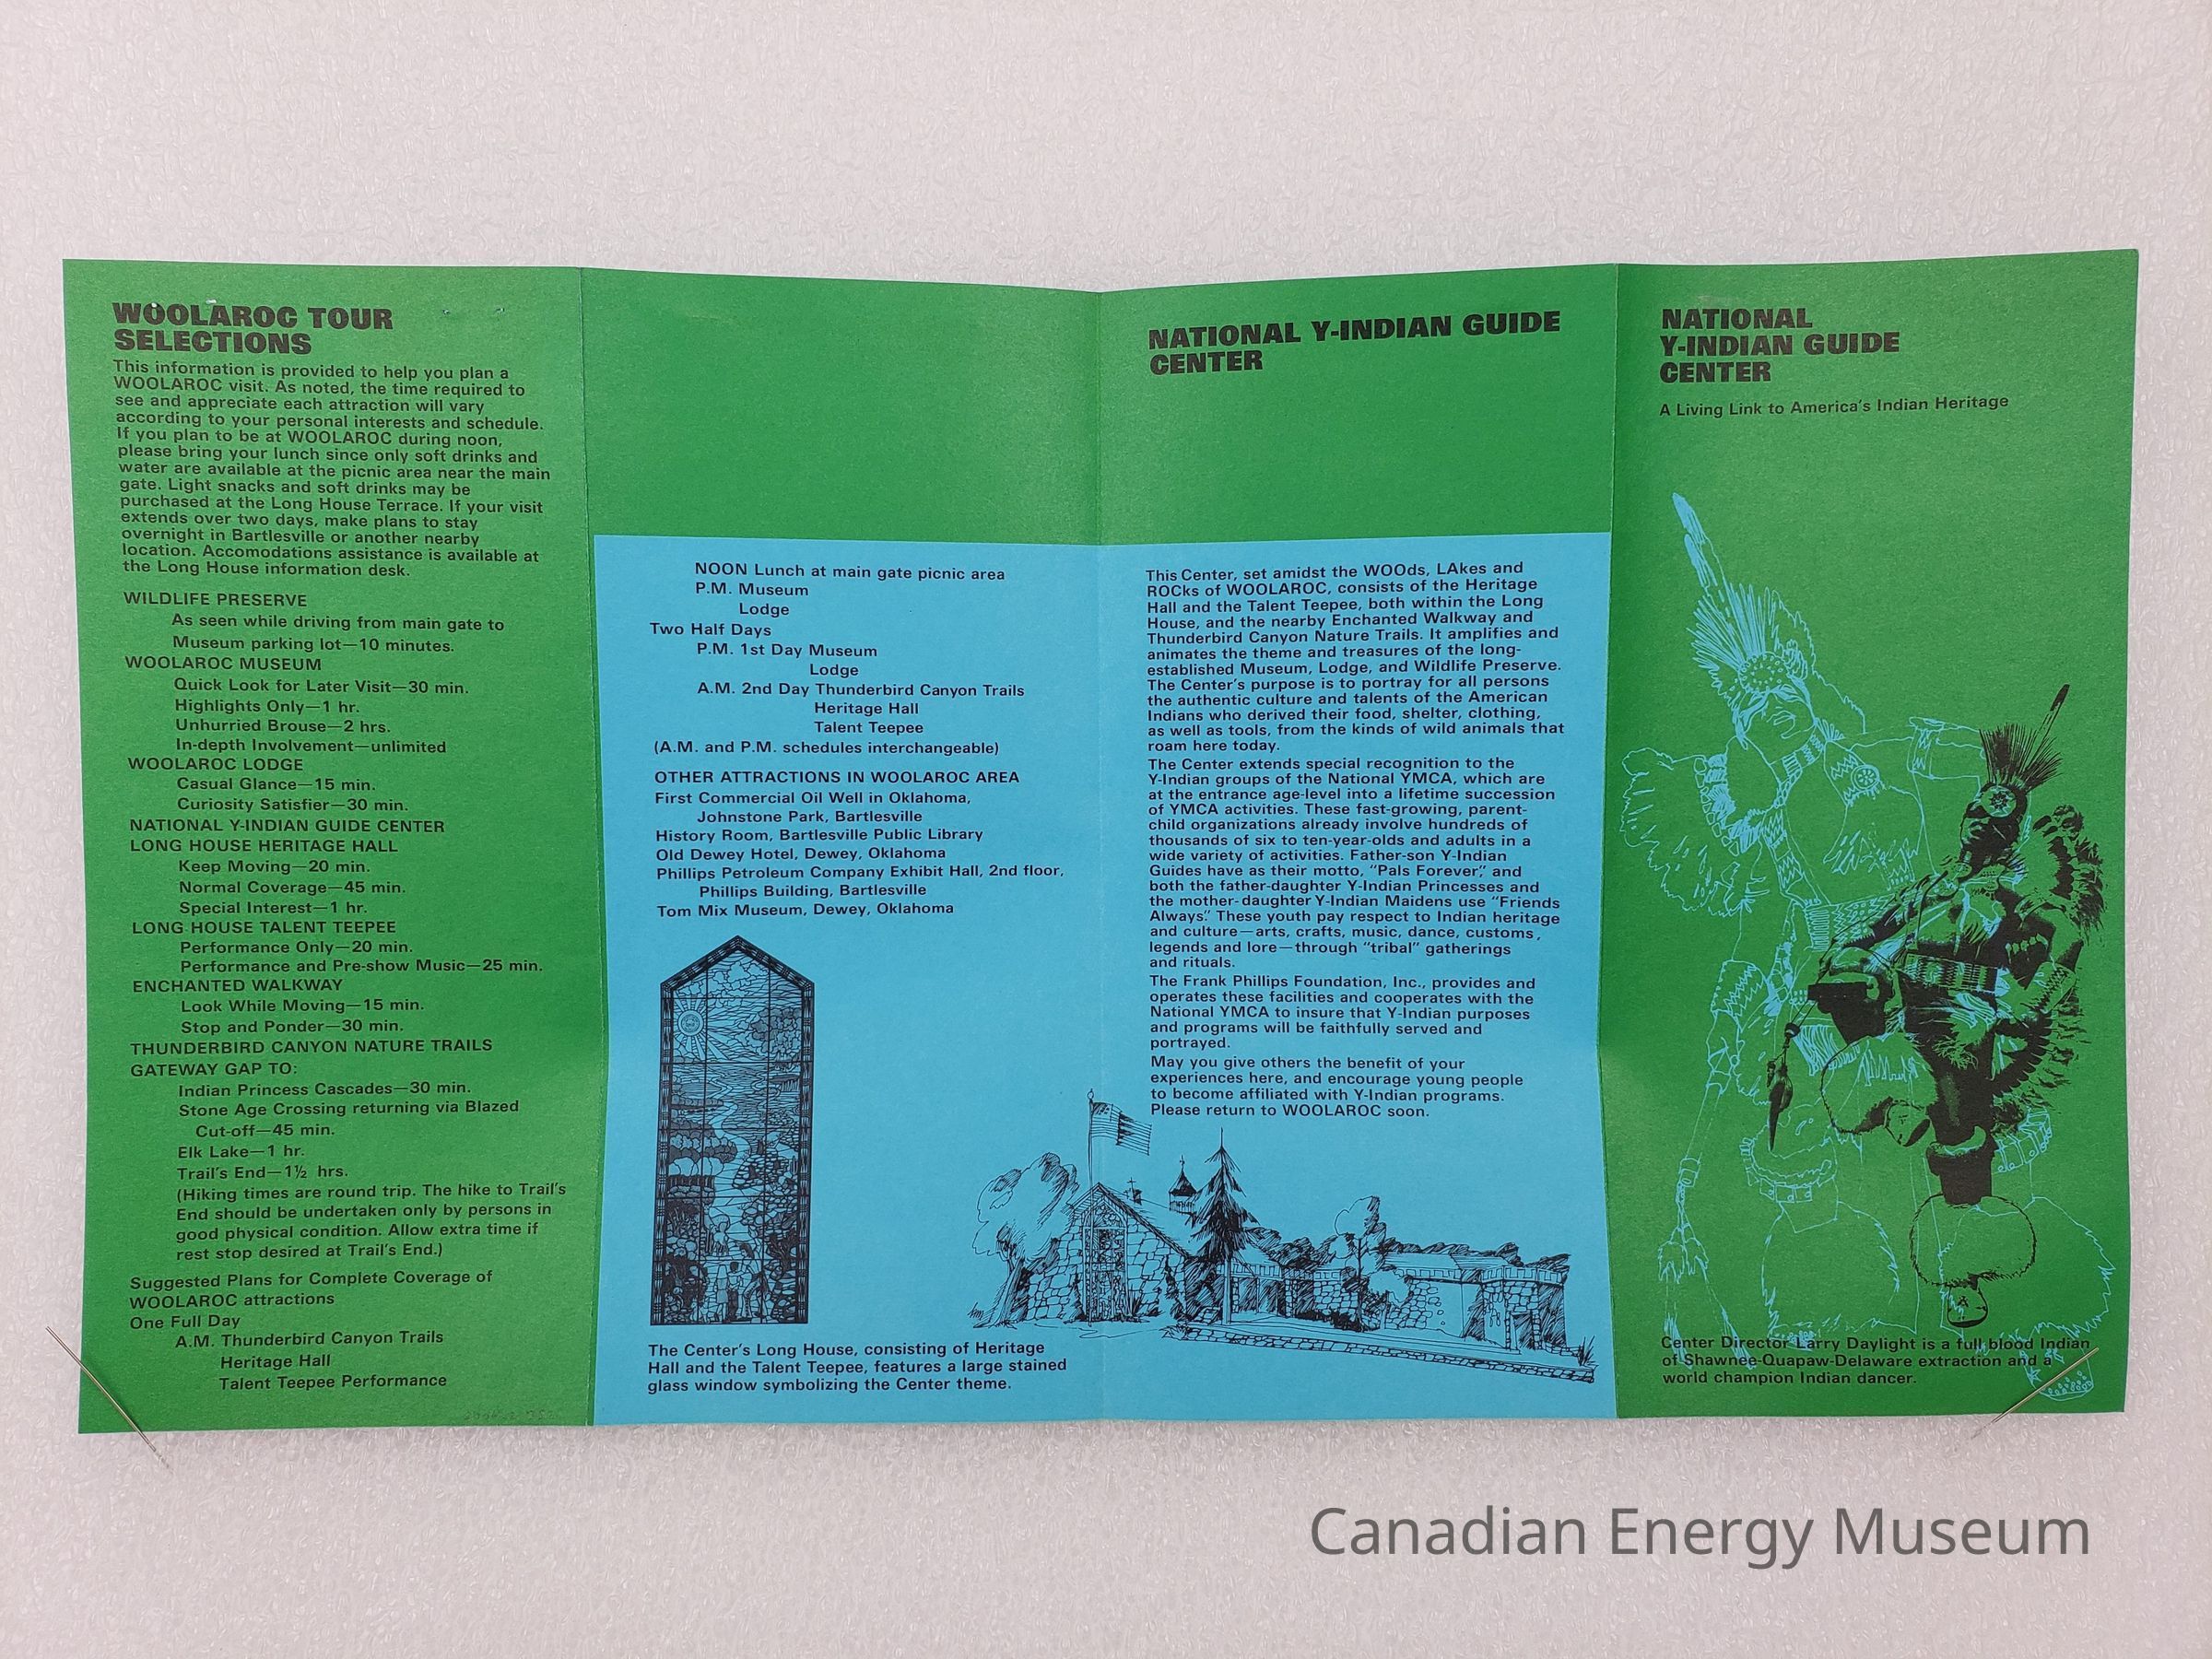 WOOLAROC TOUR
SELECTIONS
This information is provided to help you plan a
WOOLAROC visit. As noted, the time required to
see and appreciate each attraction will vary
according to your personal interests and schedule.
If you plan to be at WOOLAROC during noon,
please bring your lunch since only soft drinks and
water are available at the picnic area near the main
gate. Light snacks and soft drinks may be
purchased at the Long House Terrace. If your visit
extends over two days, make plans to stay
overnight in Bartlesville or another nearby
location. Accomodations assistance is available at
the Long House information desk.
WILDLIFE PRESERVE
As seen while driving from main gate to
Museum parking lot—10 minutes.
WOOLAROC MUSEUM
Quick Look for Later Visit—30 min.
Highlights Only—1 hr.
Unhurried Brouse—2 hrs.
In-depth Involvement—unlimited
WOOLAROC LODGE
Casual Glance—15 min.
Curiosity Satisfier—30 min.
NATIONAL Y-INDIAN GUIDE CENTER
LONG HOUSE HERITAGE HALL
Keep Moving—20 min.
Normal Coverage—45 min.
Special Interest—1 hr.
LONG HOUSE TALENT TEEPEE
Performance Only—20 min.
Performance and Pre-show Music—25 min.
ENCHANTED WALKWAY
Look While Moving—15 min.
Stop and Ponder—30 min.
THUNDERBIRD CANYON NATURE TRAILS
GATEWAY GAP TO:
Indian Princess Cascades—30 min.
Stone Age Crossing returning via Blazed
Cut-off—45 min.
Elk Lake—1 hr.
Trail's End—1½ hrs.
(Hiking times are round trip. The hike to Trail's
End should be undertaken only by persons in
good physical condition. Allow extra time if
rest stop desired at Trail's End.)
Suggested Plans for Complete Coverage of
WOOLAROC attractions
One Full Day
A.M. Thunderbird Canyon Trails
Heritage Hall
Talent Teepee Performance
NOON Lunch at main gate picnic area
P.M. Museum
Lodge
Two Half Days
P.M. 1st Day Museum
Lodge
A.M. 2nd Day Thunderbird Canyon Trails
Heritage Hall
Talent Teepee
(A.M. and P.M. schedules interchangeable)
OTHER ATTRACTIONS IN WOOLAROC AREA
First Commercial Oil Well in Oklahoma,
Johnstone Park, Bartlesville
History Room, Bartlesville Public Library
Old Dewey Hotel, Dewey, Oklahoma
Phillips Petroleum Company Exhibit Hall, 2nd floor,
Phillips Building, Bartlesville
Tom Mix Museum, Dewey, Oklahoma
The Center's Long House, consisting of Heritage
Hall and the Talent Teepee, features a large stained
glass window symbolizing the Center theme.
NATIONAL Y-INDIAN GUIDE
CENTER
This Center, set amidst the WOOds, LAkes and
ROCks of WOOLAROC, consists of the Heritage
Hall and the Talent Teepee, both within the Long
House, and the nearby Enchanted Walkway and
Thunderbird Canyon Nature Trails. It amplifies and
animates the theme and treasures of the long-
established Museum, Lodge, and Wildlife Preserve.
The Center's purpose is to portray for all persons
the authentic culture and talents of the American
Indians who derived their food, shelter, clothing,
as well as tools, from the kinds of wild animals that
roam here today.
The Center extends special recognition to the
Y-Indian groups of the National YMCA, which are
at the entrance age-level into a lifetime succession
of YMCA activities. These fast-growing, parent-
child organizations already involve hundreds of
thousands of six to ten-year-olds and adults in a
wide variety of activities. Father-son Y-Indian
Guides have as their motto, "Pals Forever," and
both the father-daughter Y-Indian Princesses and
the mother-daughter Y-Indian Maidens use "Friends
Always." These youth pay respect to Indian heritage
and culture—arts, crafts, music, dance, customs,
legends and lore—through "tribal" gatherings
and rituals.
The Frank Phillips Foundation, Inc., provides and
operates these facilities and cooperates with the
National YMCA to insure that Y-Indian purposes
and programs will be faithfully served and
portrayed.
May you give others the benefit of your
experiences here, and encourage young people
to become affiliated with Y-Indian programs.
Please return to WOOLAROC soon.
NATIONAL
Y-INDIAN GUIDE
CENTER
A Living Link to America's Indian Heritage
Center Director Larry Daylight is a full blood Indian
of Shawnee-Quapaw-Delaware extraction and a
world champion Indian dancer.
Canadian Energy Museum